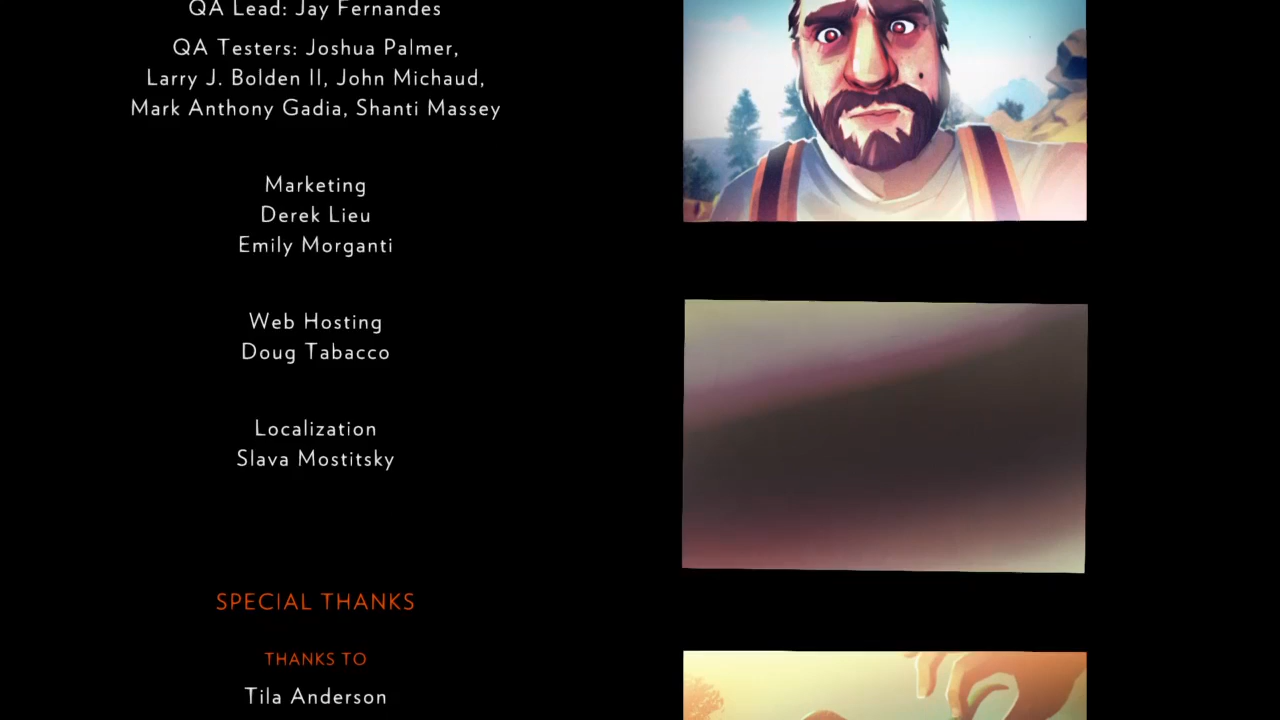 QA Lead: Jay Fernandes
QA Testers: Joshua Palmer,
Larry J. Bolden II, John Michaud,
Mark Anthony Gadia, Shanti Massey
Marketing
Derek Lieu
Emily Morganti
Web Hosting
Doug Tabacco
Localization
Slava Mostitsky
SPECIAL THANKS
THANKS TO
Tila Anderson